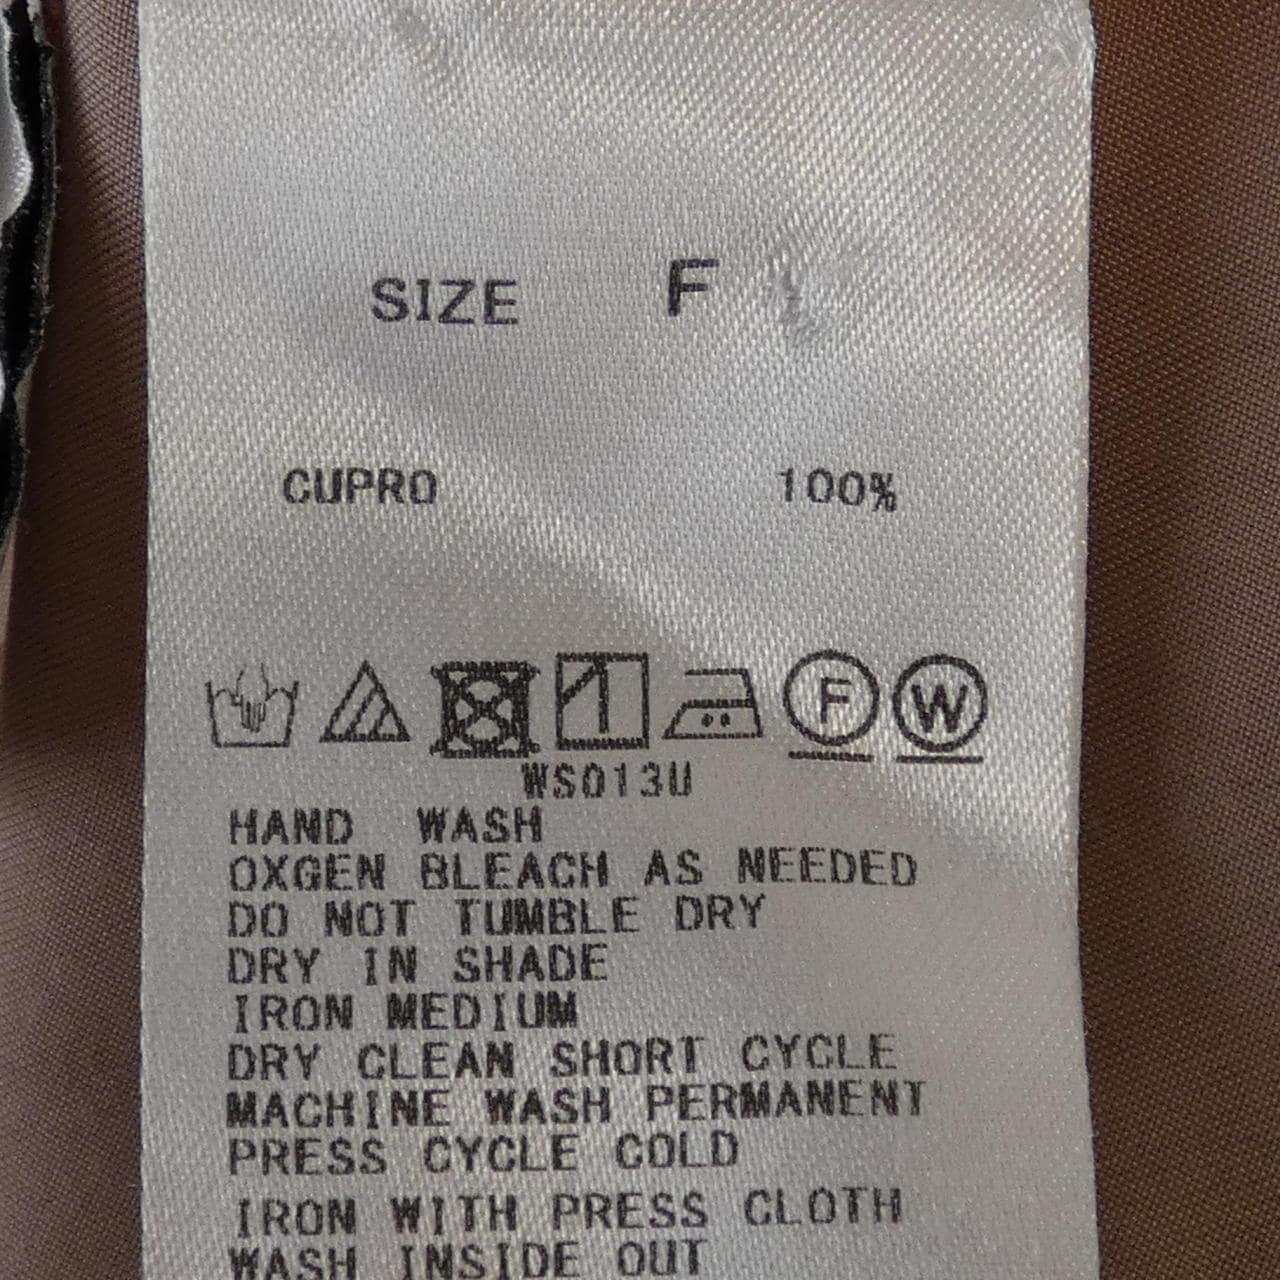 SIZE F
CUPRO 100%
F W
WS013U
HAND WASH
OXGEN BLEACH AS NEEDED
DO NOT TUMBLE DRY
DRY IN SHADE
IRON MEDIUM
DRY CLEAN SHORT CYCLE
MACHINE WASH PERMANENT
PRESS CYCLE COLD
IRON WITH PRESS CLOTH
WASH INSIDE OUT